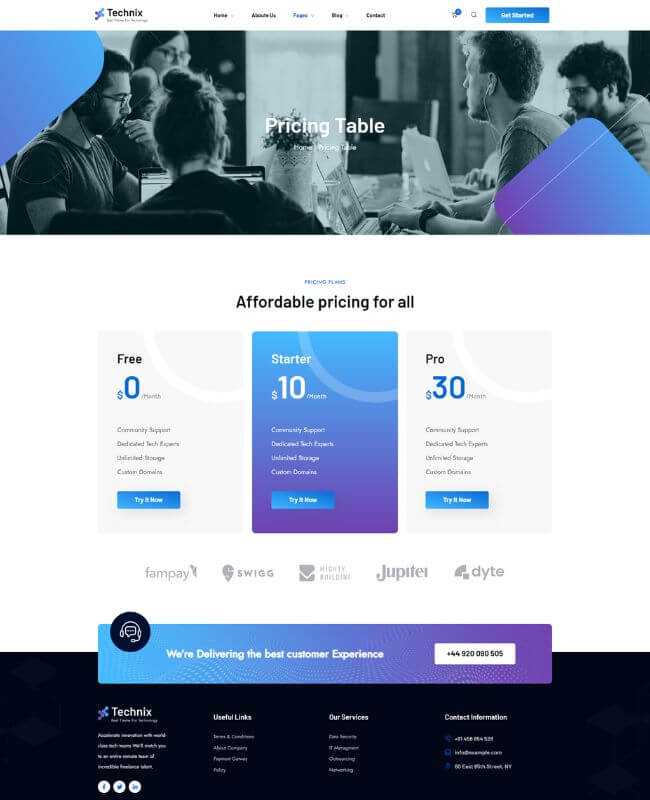 Technix
Best Theme For Technology
Home
Aboute Us
Pages
Blog
Contact
0
Get Started
Pricing Table
Home
Pricing Table
PRICING PLANS
Affordable pricing for all
Free
$0/Month
Community Support
Dedicated Tech Experts
Unlimited Storage
Custom Domains
Try It Now
Starter
$10/Month
Community Support
Dedicated Tech Experts
Unlimited Storage
Custom Domains
Try It Now
Pro
$30/Month
Community Support
Dedicated Tech Experts
Unlimited Storage
Custom Domains
Try It Now
fampay
SWIGG
MIGHTY
BUILDING
Jupiter
dyte
We're Delivering the best customer Experience
+44 920 090 505
Technix
Best Theme For Technology
Accelerate innovation with world-
class tech teams We'll match you
to an entire remote team of
incredible freelance talent.
Useful Links
Terms & Conditions
About Company
Payment Gatway
Policy
Our Services
Data Security
IT Managment
Outsourcing
Networking
Contact Information
info@example.com
60 East 65th Street, NY